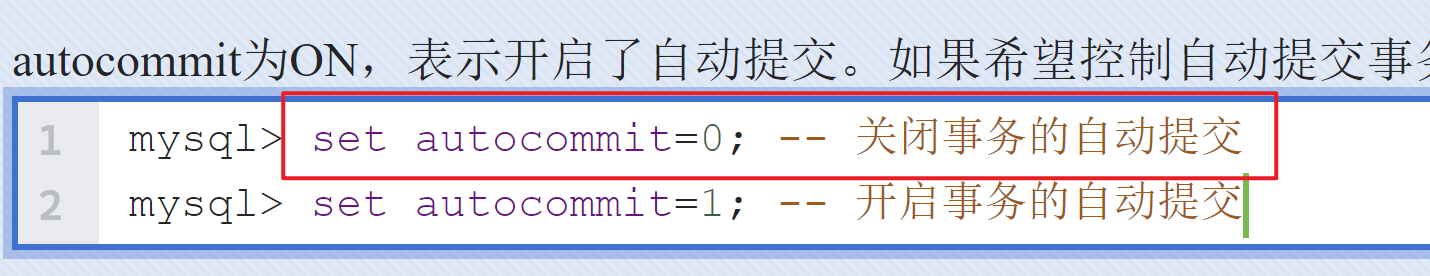 autocommit为ON，表示开启了自动提交。如果希望控制自动提交事务
1 mysql> set autocommit=0; -- 关闭事务的自动提交
2 mysql> set autocommit=1; -- 开启事务的自动提交